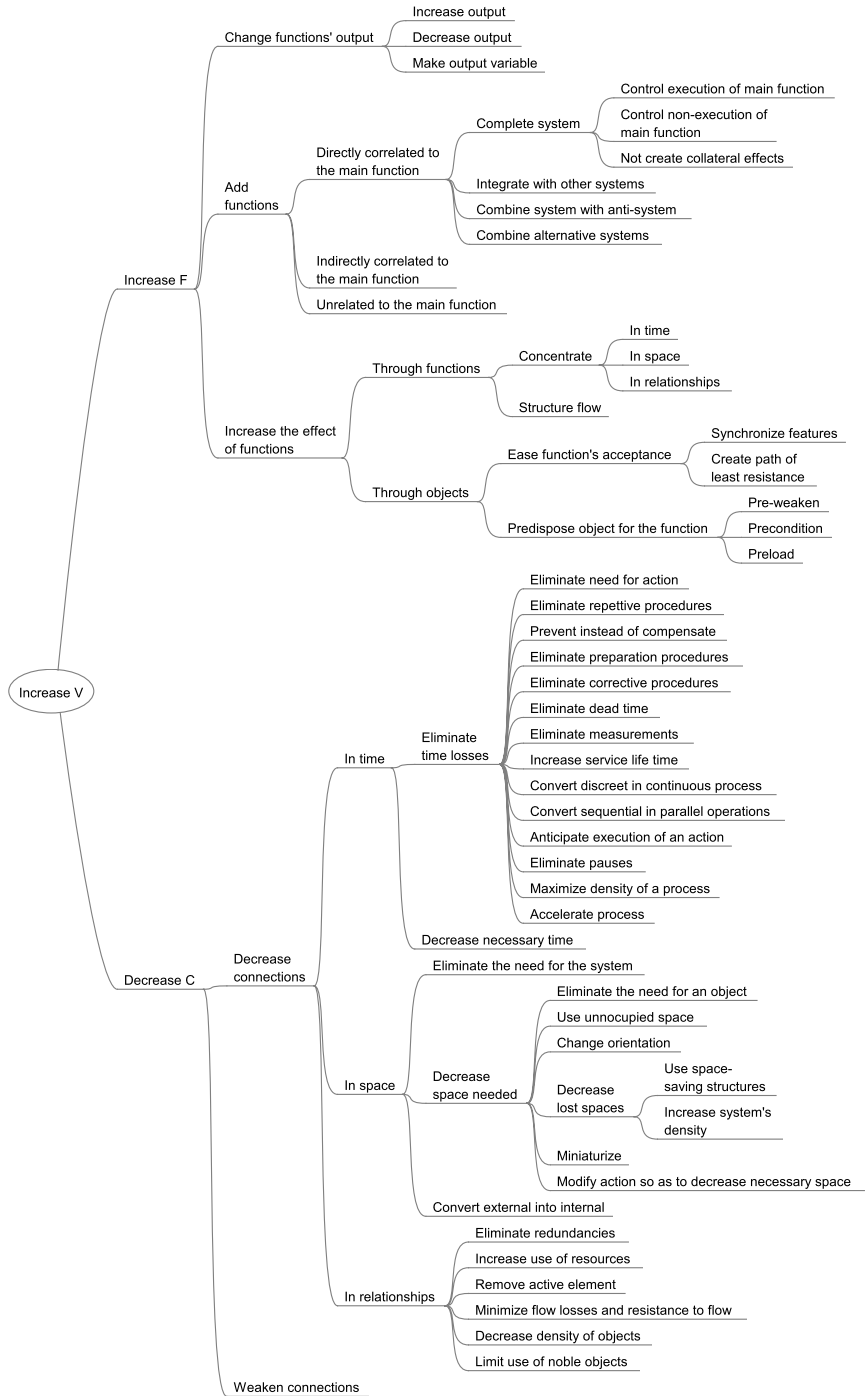 Increase output
Change functions' output
Decrease output
Make output variable
Control execution of main function
Complete system
Control non-execution of
main function
Not create collateral effects
Directly correlated to
the main function
Integrate with other systems
Combine system with anti-system
Combine alternative systems
Add
functions
Indirectly correlated to
the main function
Unrelated to the main function
Increase F
In time
Concentrate
In space
In relationships
Through functions
Structure flow
Increase the effect
of functions
Synchronize features
Ease function's acceptance
Create path of
least resistance
Through objects
Pre-weaken
Predispose object for the function
Precondition
Preload
Increase V
Eliminate need for action
Eliminate repettive procedures
Prevent instead of compensate
Eliminate preparation procedures
Eliminate corrective procedures
Eliminate dead time
Eliminate measurements
Eliminate
time losses
In time
Increase service life time
Convert discreet in continuous process
Convert sequential in parallel operations
Anticipate execution of an action
Eliminate pauses
Maximize density of a process
Accelerate process
Decrease necessary time
Decrease C
Decrease
connections
Eliminate the need for the system
Eliminate the need for an object
Use unnocupied space
Change orientation
In space
Decrease
space needed
Decrease
lost spaces
Use space-
saving structures
Increase system's
density
Miniaturize
Modify action so as to decrease necessary space
Convert external into internal
Eliminate redundancies
Increase use of resources
Remove active element
In relationships
Minimize flow losses and resistance to flow
Decrease density of objects
Limit use of noble objects
Weaken connections